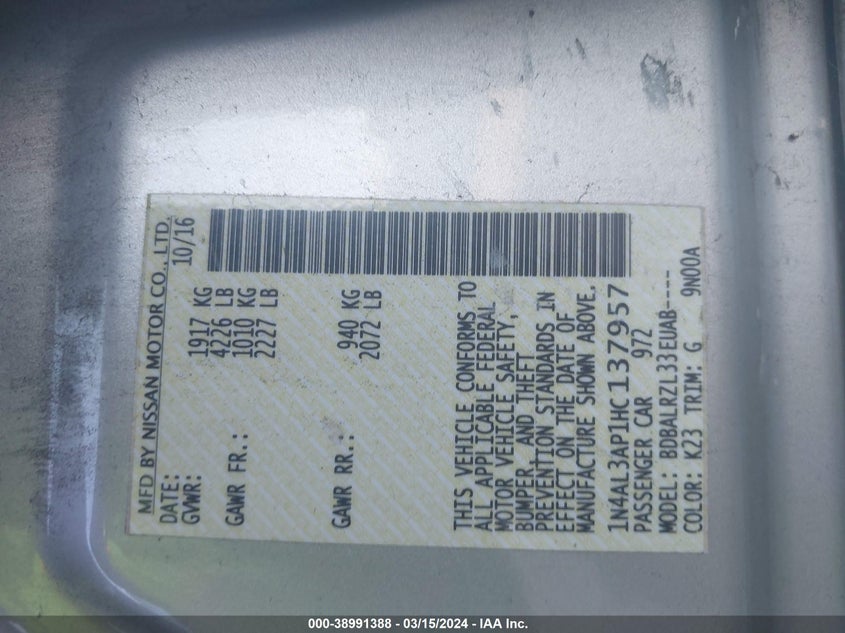 MFD BY NISSAN MOTOR CO., LTD.
DATE: 10/16
GVWR: 1917 KG
4226 LB
GAWR FR.: 1010 KG
2227 LB
GAWR RR.: 940 KG
2072 LB
THIS VEHICLE CONFORMS TO
ALL APPLICABLE FEDERAL
MOTOR VEHICLE SAFETY,
BUMPER, AND THEFT
PREVENTION STANDARDS IN
EFFECT ON THE DATE OF
MANUFACTURE SHOWN ABOVE.
1N4AL3AP1HC137957
PASSENGER CAR 972
MODEL: BDBALRZL33EUAB-----
COLOR: K23 TRIM: G 9N00A
000-38991388 - 03/15/2024 - IAA Inc.